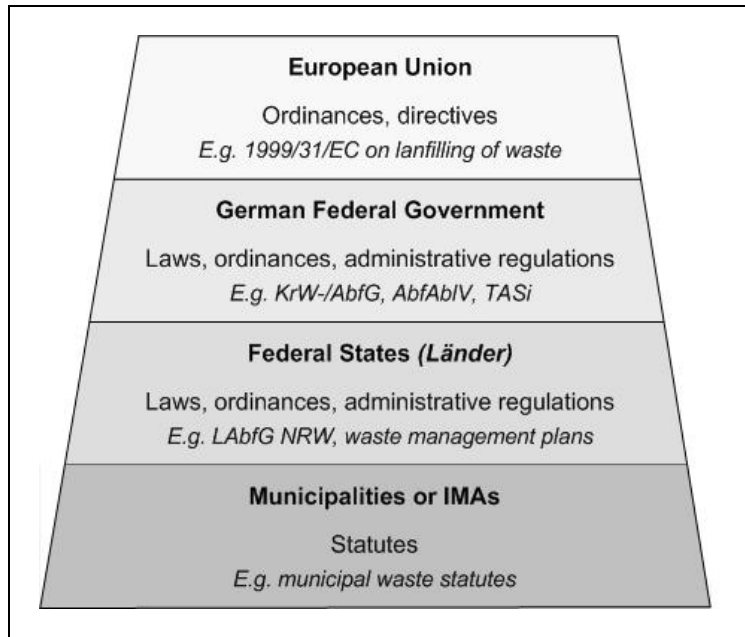 European Union
Ordinances, directives
E.g. 1999/31/EC on lanfilling of waste
German Federal Government
Laws, ordinances, administrative regulations
E.g. KrW-/AbfG, AbfAblV, TASi
Federal States (Länder)
Laws, ordinances, administrative regulations
E.g. LAbfG NRW, waste management plans
Municipalities or IMAs
Statutes
E.g. municipal waste statutes